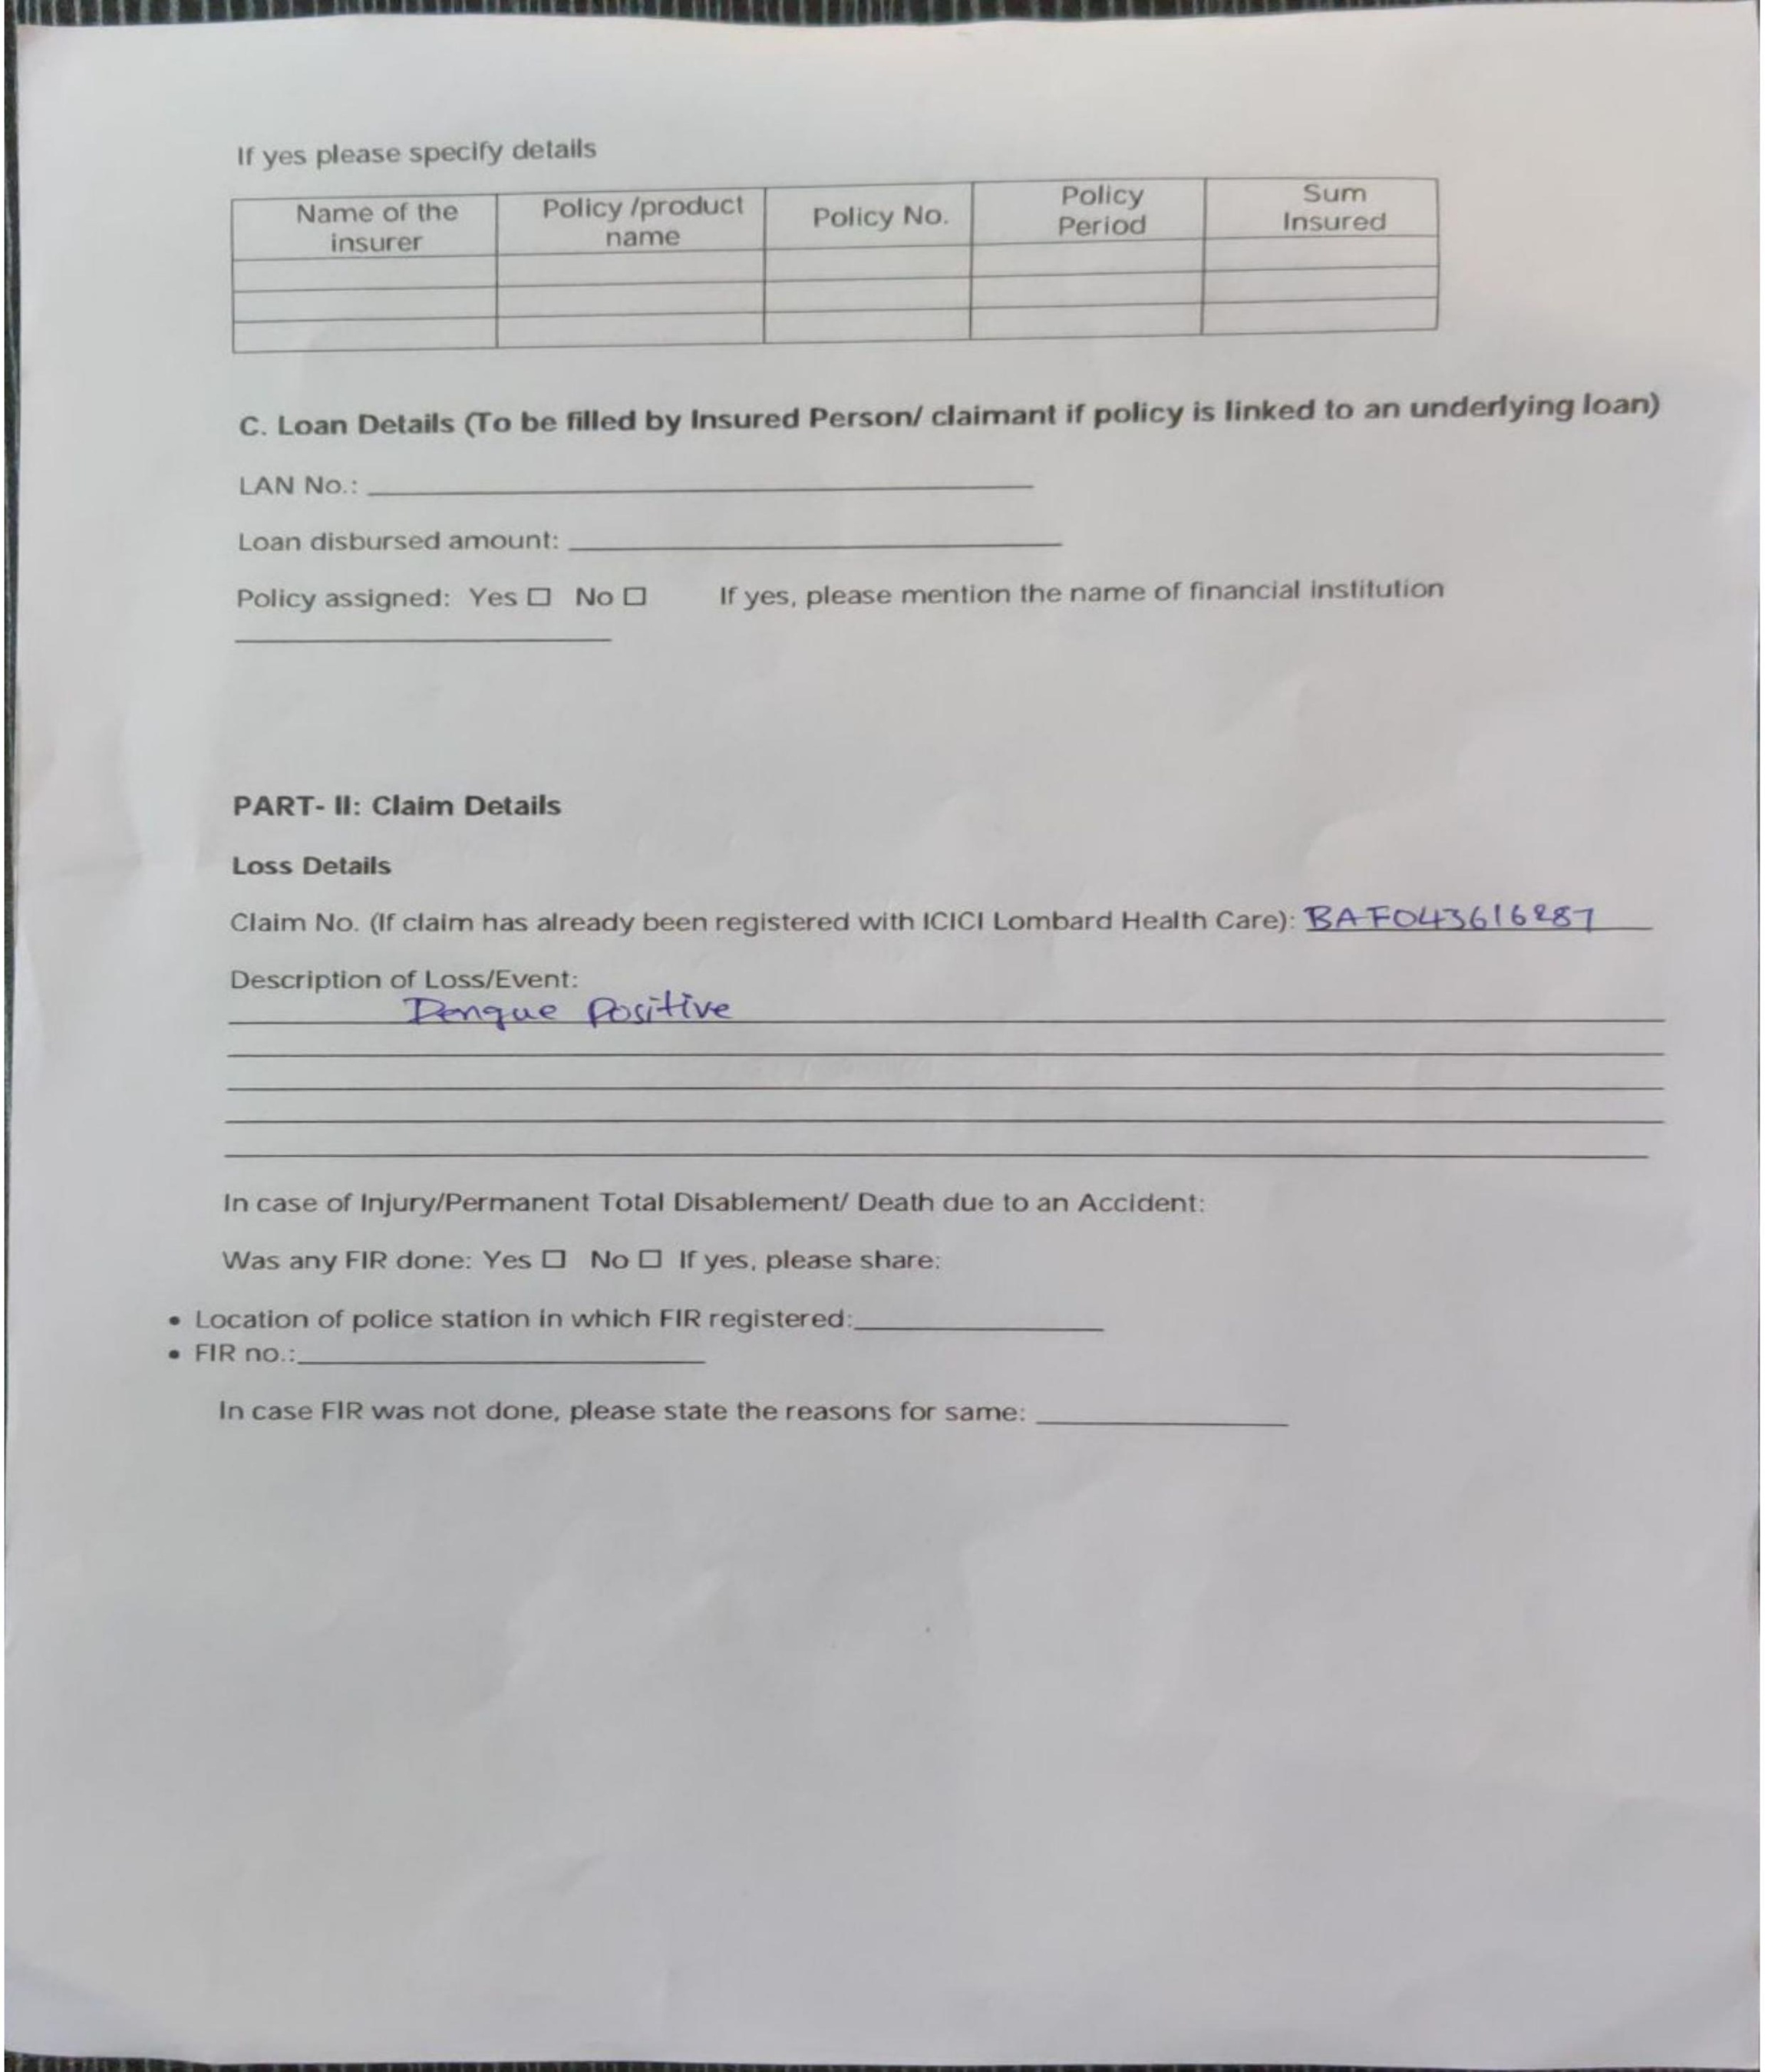 If yes please specify details
Name of the insurer Policy /product name Policy No. Policy Period Sum Insured
C. Loan Details (To be filled by Insured Person/ claimant if policy is linked to an underlying loan)
LAN No.:
Loan disbursed amount:
Policy assigned: Yes ☐ No ☐ If yes, please mention the name of financial institution
PART- II: Claim Details
Loss Details
Claim No. (If claim has already been registered with ICICI Lombard Health Care): BAF043616287
Description of Loss/Event:
Dengue Positive
In case of Injury/Permanent Total Disablement/ Death due to an Accident:
Was any FIR done: Yes ☐ No ☐ If yes, please share:
• Location of police station in which FIR registered:
• FIR no.:
In case FIR was not done, please state the reasons for same: